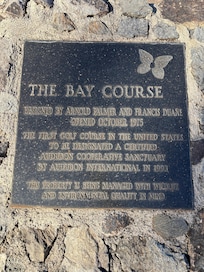 THE BAY COURSE
DESIGNED BY ARNOLD PALMER AND FRANCIS DUANE
OPENED OCTOBER 1975
THE FIRST GOLF COURSE IN THE UNITED STATES
TO BE DESIGNATED A CERTIFIED
AUDUBON COOPERATIVE SANCTUARY
BY AUDUBON INTERNATIONAL IN
THE PROPERTY IS BEING MANAGED WITH WILDLIFE
AND ENVIRONMENTAL QUALITY IN MIND